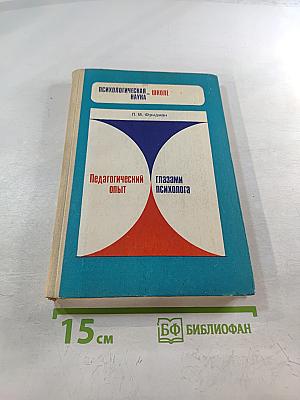 ПСИХОЛОГИЧЕСКАЯ НАУКА — ШКОЛЕ
Л. М. Фридман
Педагогический опыт
глазами психолога
15 см
БФ БИБЛИОФАН